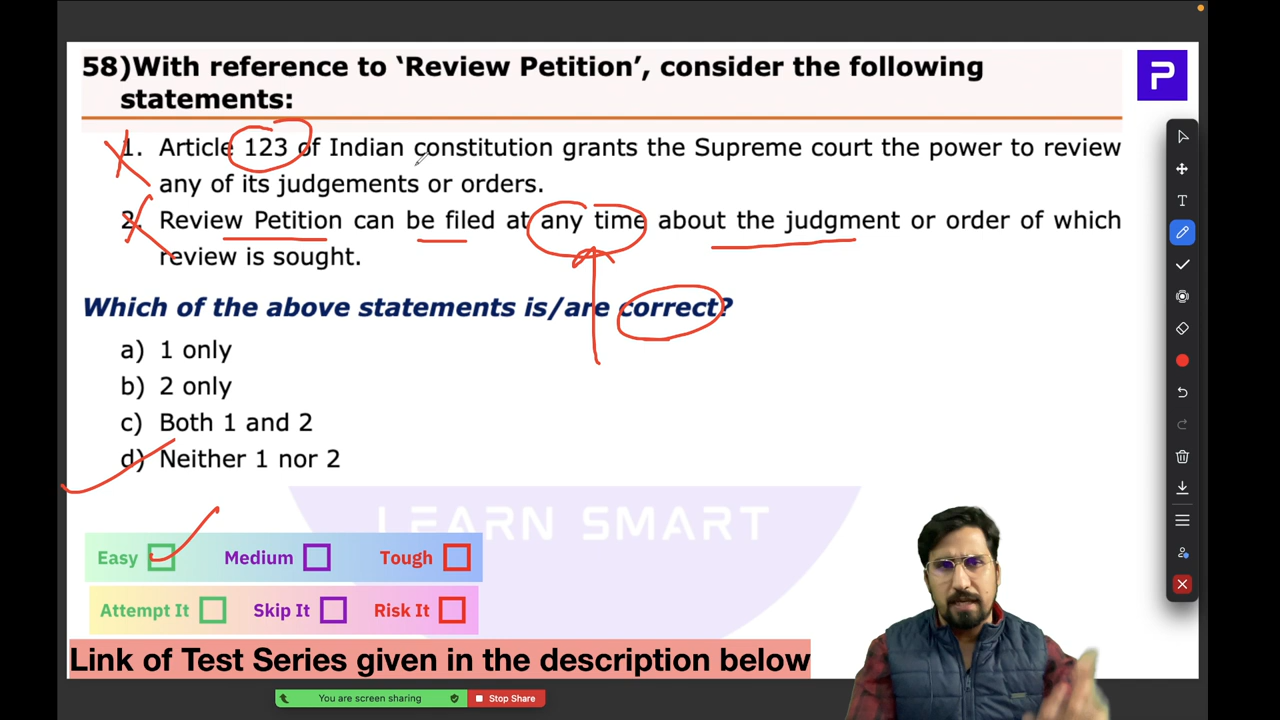 58)With reference to ‘Review Petition’, consider the following
statements:
P
1. Article 123 of Indian constitution grants the Supreme court the power to review
any of its judgements or orders.
2. Review Petition can be filed at any time about the judgment or order of which
review is sought.
Which of the above statements is/are correct?
a) 1 only
b) 2 only
c) Both 1 and 2
d) Neither 1 nor 2
LEARN SMART
Easy Medium Tough
Attempt It Skip It Risk It
Link of Test Series given in the description below
You are screen sharing Stop Share
T